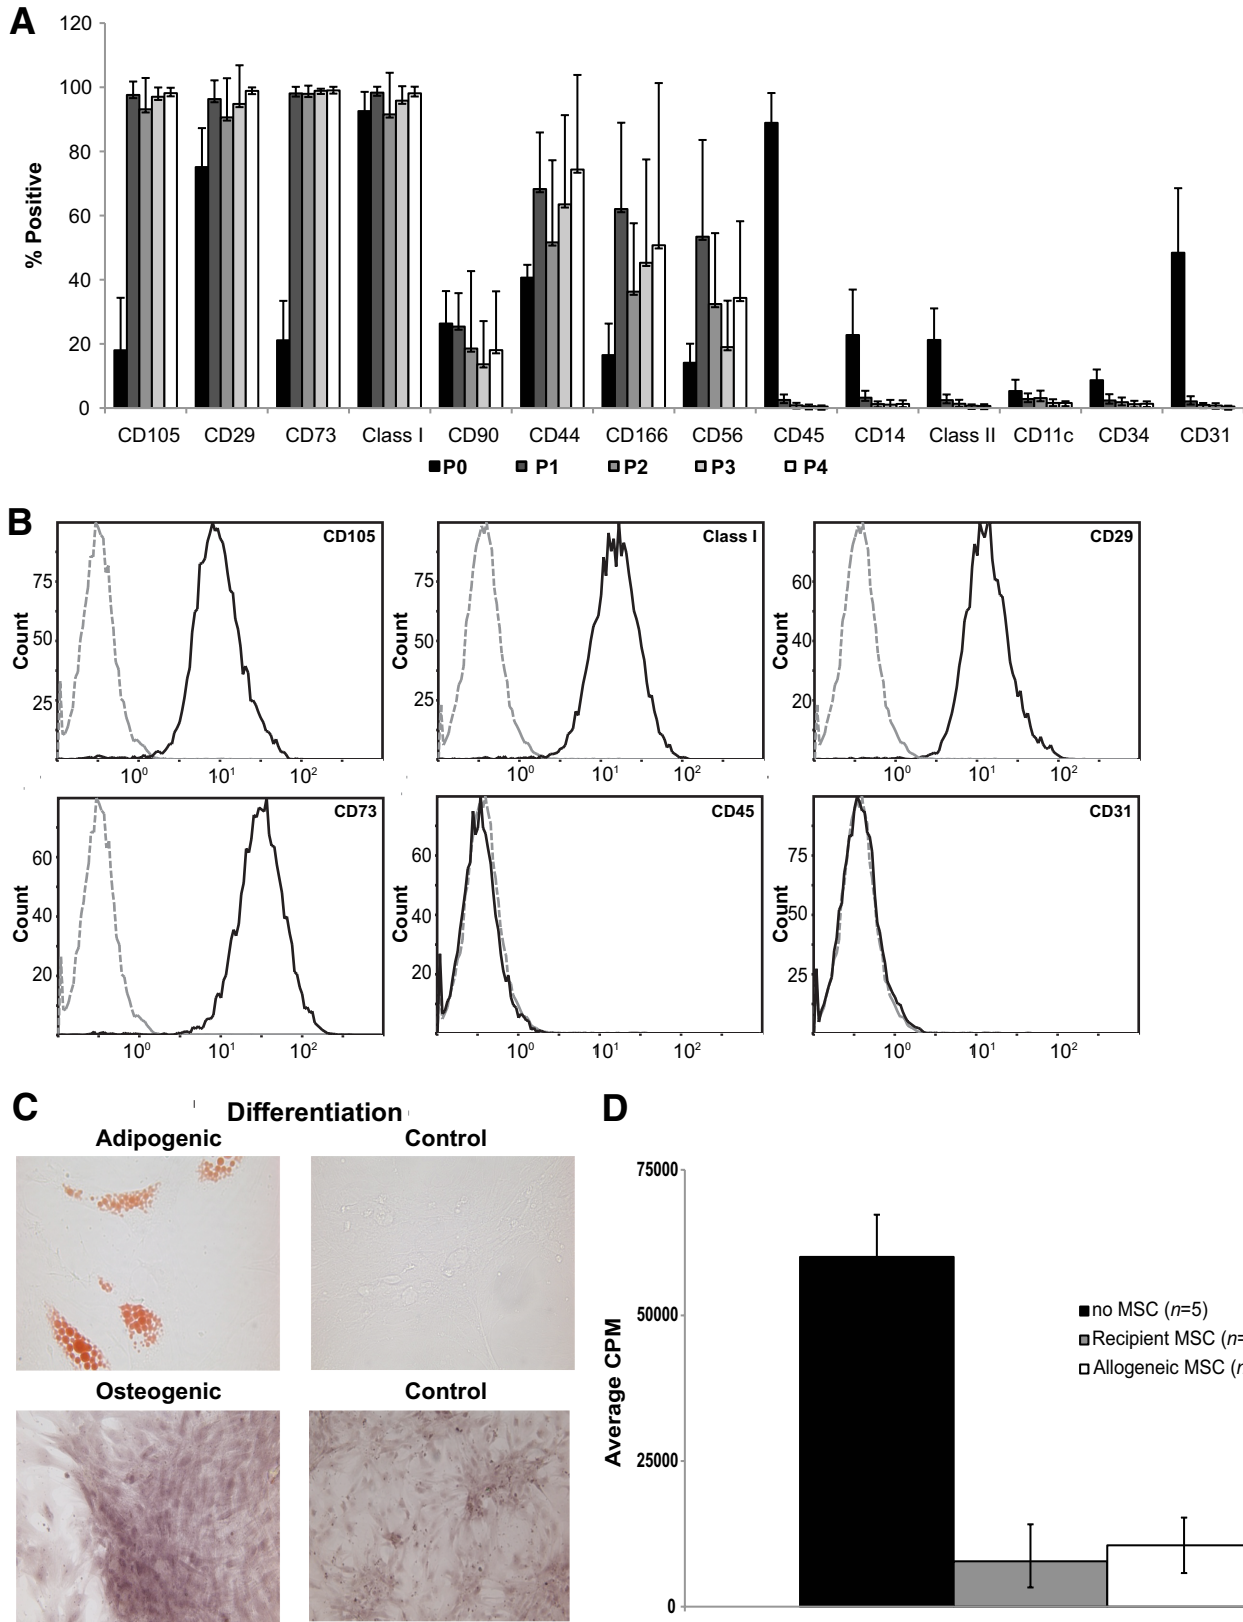 A
120
100
80
60
40
20
0
% Positive
CD105 CD29 CD73 Class I CD90 CD44 CD166 CD56 CD45 CD14 Class II CD11c CD34 CD31
P0 P1 P2 P3 P4
B
CD105
75
50
25
Count
10⁰ 10¹ 10²
Class I
75
50
25
Count
10⁰ 10¹ 10²
CD29
60
40
20
Count
10⁰ 10¹ 10²
CD73
60
40
20
Count
10⁰ 10¹ 10²
CD45
60
40
20
Count
10⁰ 10¹ 10²
CD31
75
50
25
Count
10⁰ 10¹ 10²
C
Differentiation
Adipogenic Control
Osteogenic Control
D
75000
50000
25000
0
Average CPM
no MSC (n=5)
Recipient MSC (n=
Allogeneic MSC (n